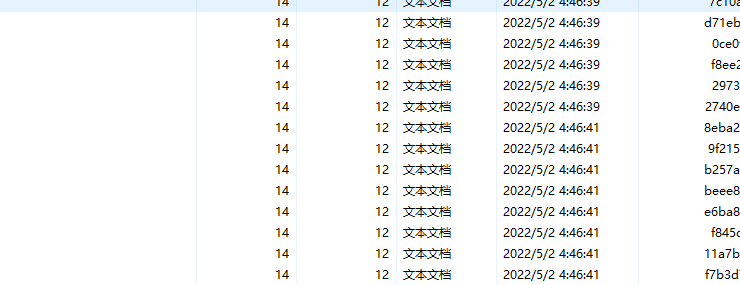 14 12 文本文档 2022/5/2 4:46:39 7c10a
14 12 文本文档 2022/5/2 4:46:39 d71eb
14 12 文本文档 2022/5/2 4:46:39 0ce0
14 12 文本文档 2022/5/2 4:46:39 f8ee2
14 12 文本文档 2022/5/2 4:46:39 2973
14 12 文本文档 2022/5/2 4:46:39 2740e
14 12 文本文档 2022/5/2 4:46:41 8eba2
14 12 文本文档 2022/5/2 4:46:41 9f215
14 12 文本文档 2022/5/2 4:46:41 b257a
14 12 文本文档 2022/5/2 4:46:41 beee8
14 12 文本文档 2022/5/2 4:46:41 e6ba8
14 12 文本文档 2022/5/2 4:46:41 f845
14 12 文本文档 2022/5/2 4:46:41 11a7b
14 12 文本文档 2022/5/2 4:46:41 f7b3d